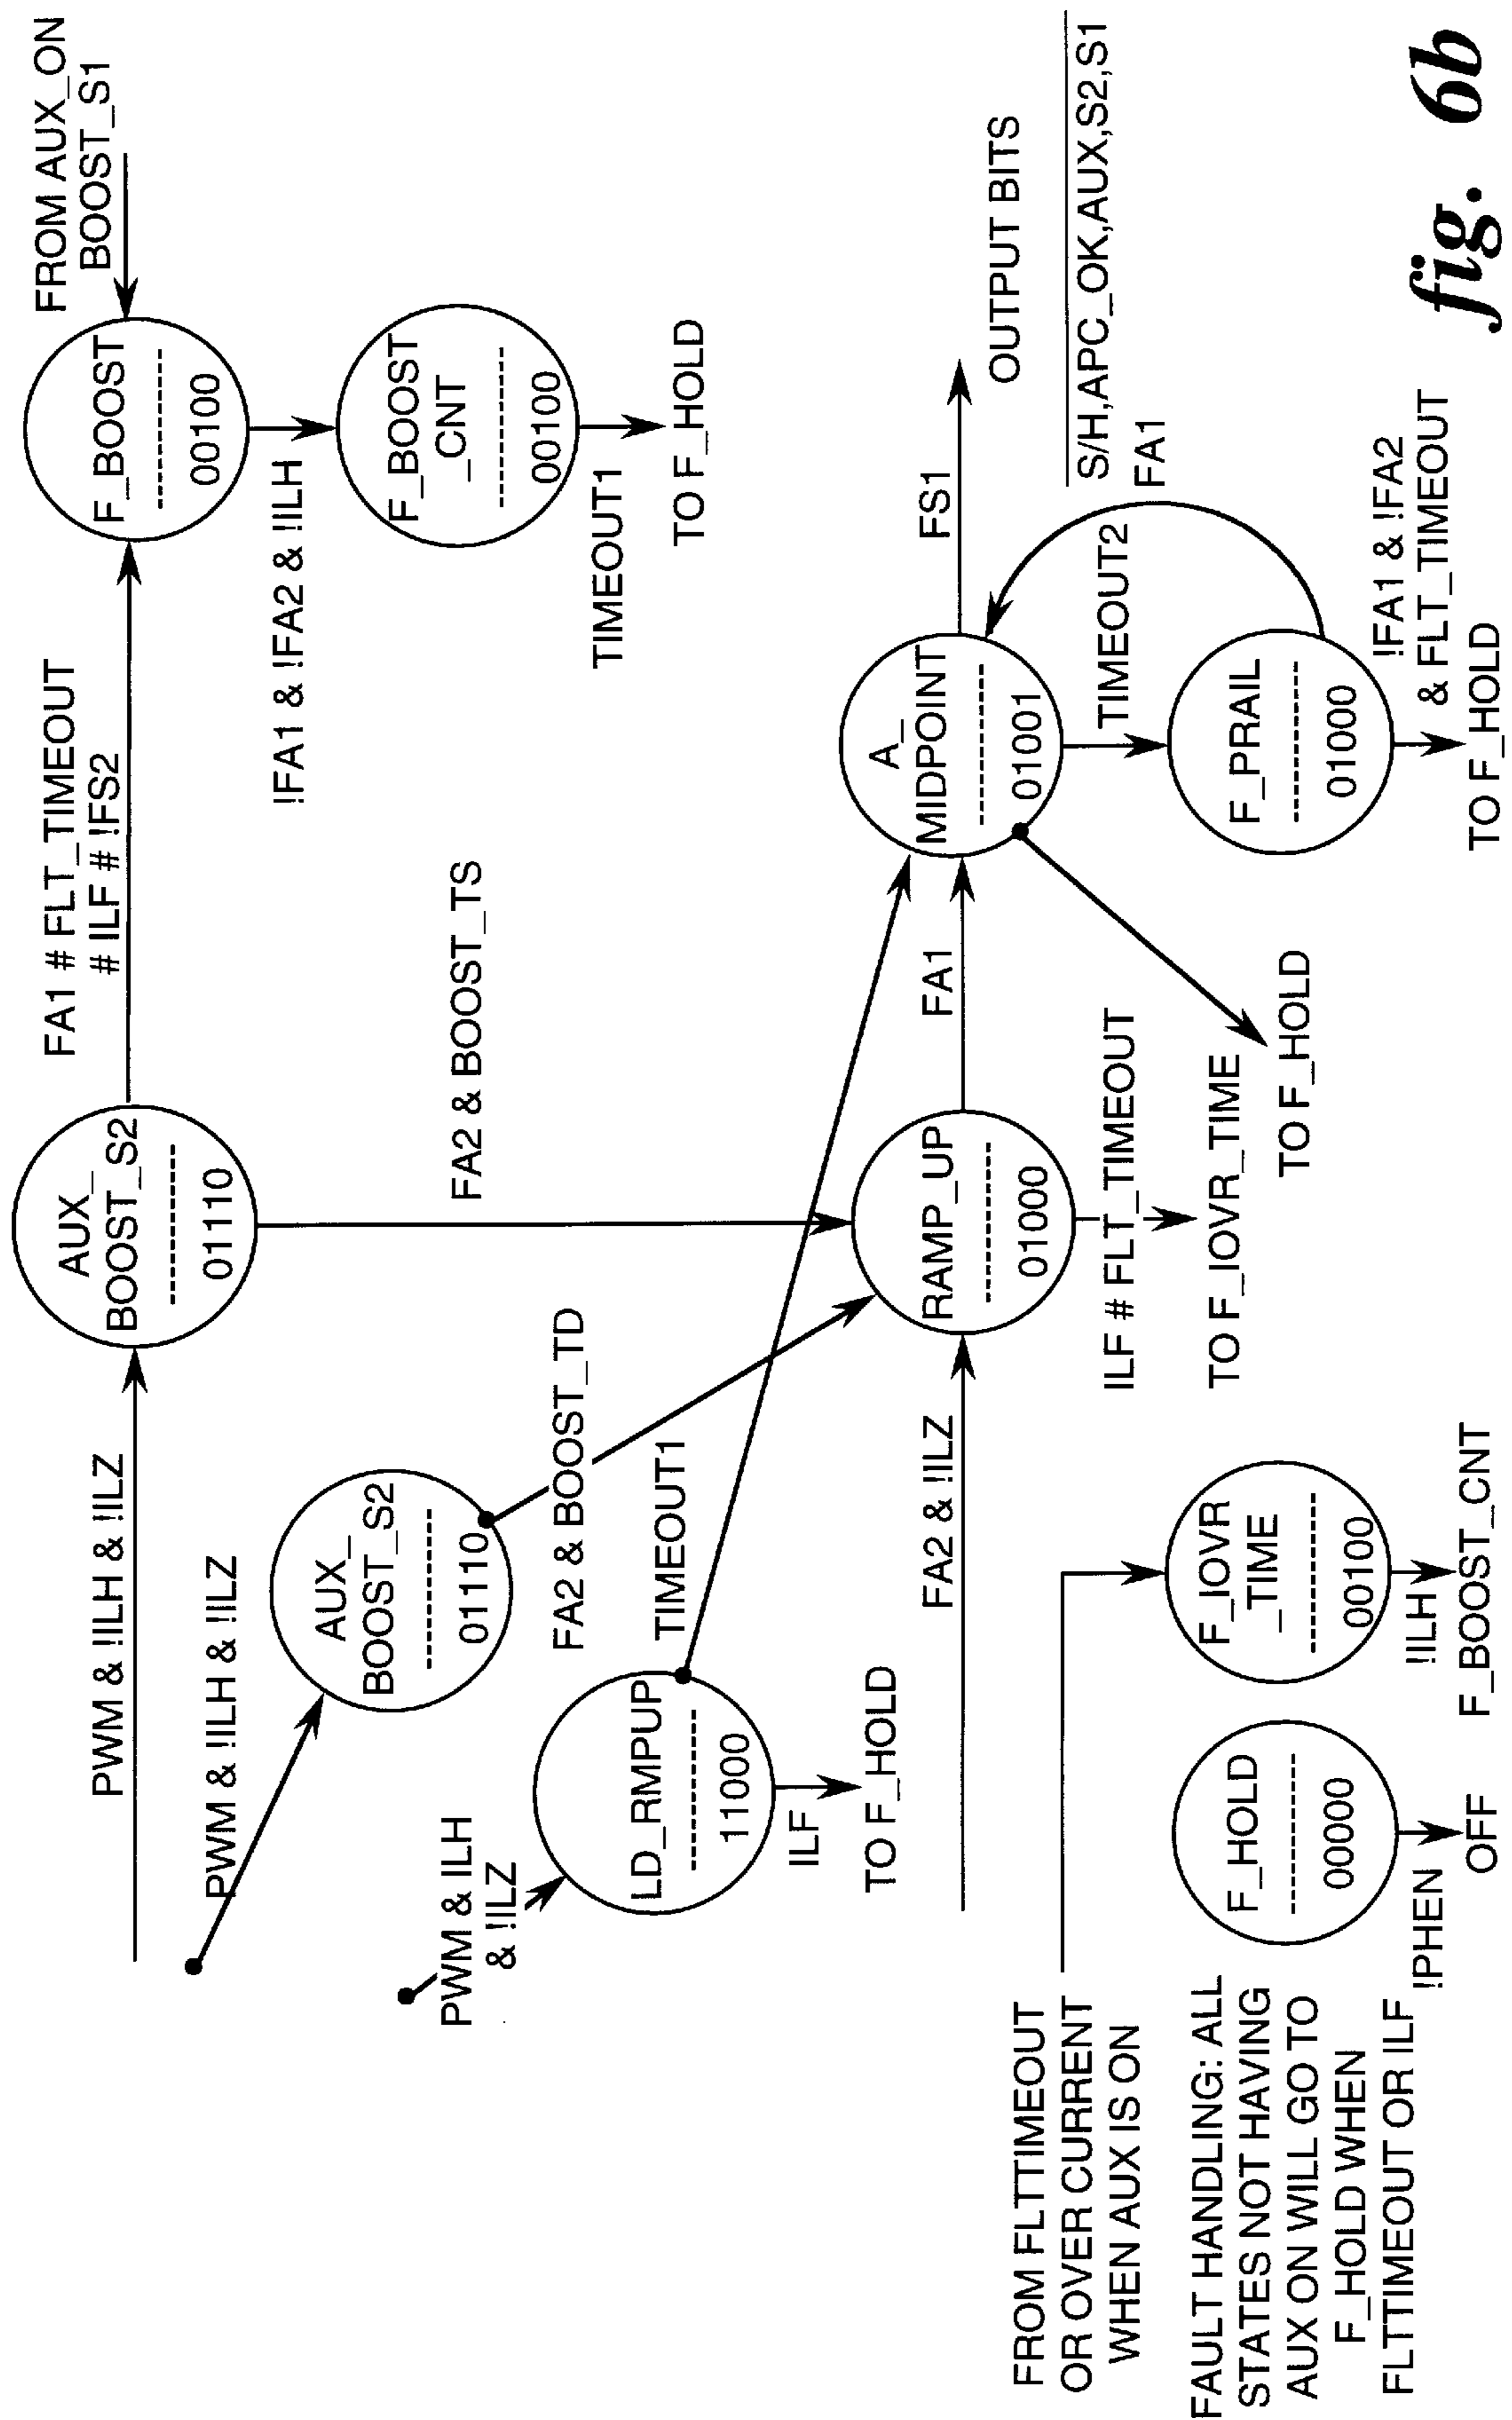 PWM & !ILH & !ILZ
AUX_
BOOST_S2
01110
FA1 # FLT_TIMEOUT
# ILF # !FS2
F_BOOST
00100
FROM AUX_ON
BOOST_S1
PWM & !ILH & !ILZ
AUX_
BOOST_S2
01110
!FA1 & !FA2 & !ILH
F_BOOST
_CNT
00100
TIMEOUT1
TO F_HOLD
FA2 & BOOST_TS
FA2 & BOOST_TD
PWM & ILH
& !ILZ
LD_RMPUP
11000
TIMEOUT1
ILF
TO F_HOLD
FA2 & !ILZ
RAMP_UP
01000
FA1
A_
MIDPOINT
01001
FS1
OUTPUT BITS
S/H,APC_OK,AUX,S2,S1
FA1
TIMEOUT2
ILF # FLT_TIMEOUT
TO F_IOVR_TIME
TO F_HOLD
F_PRAIL
01000
!FA1 & !FA2
& FLT_TIMEOUT
TO F_HOLD
FROM FLTTIMEOUT
OR OVER CURRENT
WHEN AUX IS ON
F_IOVR
_TIME
00100
!ILH
F_BOOST_CNT
FAULT HANDLING: ALL
STATES NOT HAVING
AUX ON WILL GO TO
F_HOLD WHEN
FLTTIMEOUT OR ILF
F_HOLD
00000
!PHEN
OFF
fig. 6b